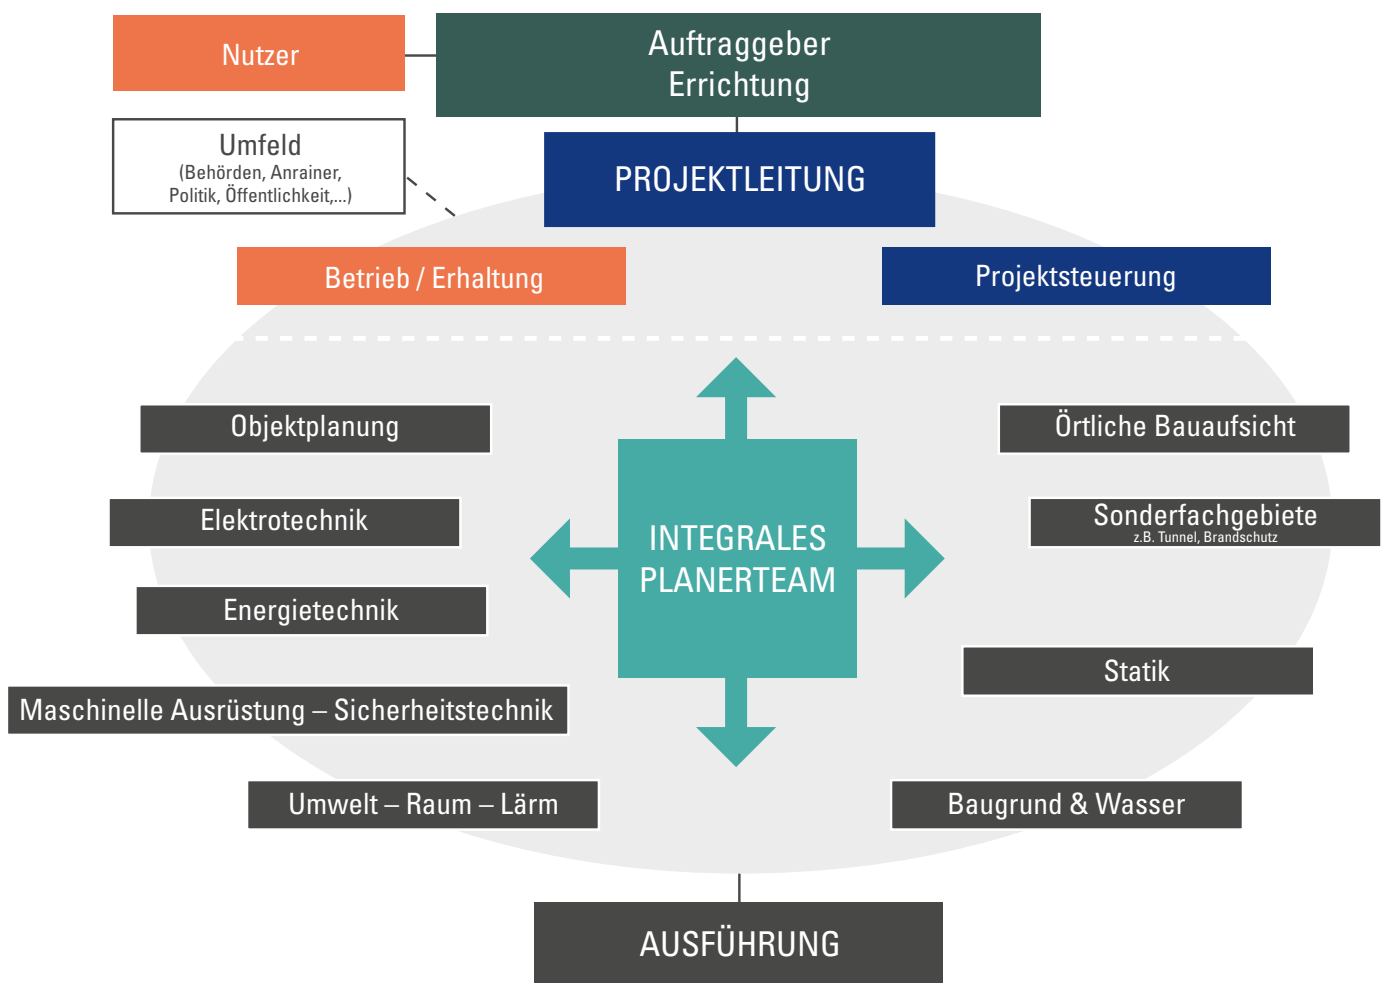 Nutzer
Auftraggeber
Errichtung
Umfeld
(Behörden, Anrainer,
Politik, Öffentlichkeit,...)
PROJEKTLEITUNG
Betrieb / Erhaltung
Projektsteuerung
Objektplanung
Örtliche Bauaufsicht
Elektrotechnik
Sonderfachgebiete
z.B. Tunnel, Brandschutz
INTEGRALES
PLANERTEAM
Energietechnik
Statik
Maschinelle Ausrüstung – Sicherheitstechnik
Umwelt – Raum – Lärm
Baugrund & Wasser
AUSFÜHRUNG